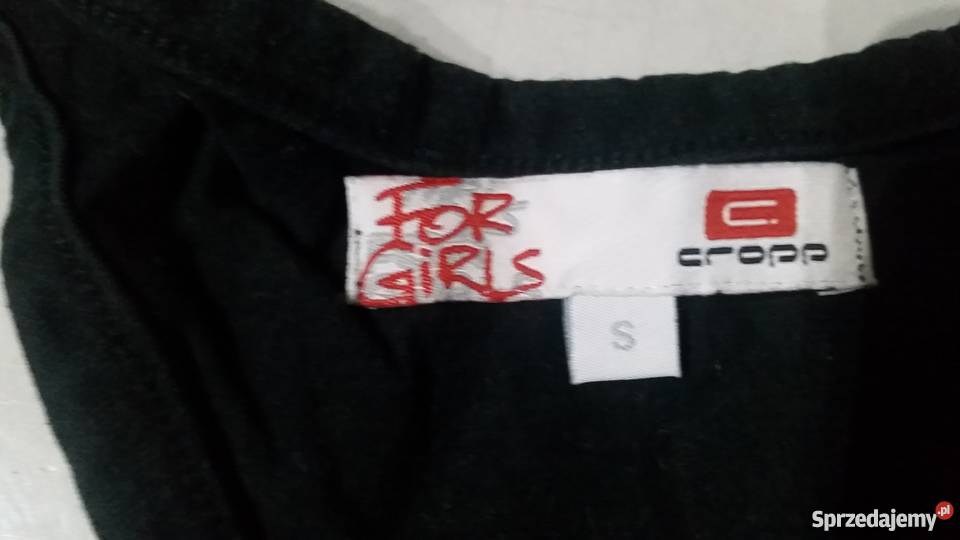 FOR
GIRLS
cropp
S
Sprzedajemy.pl